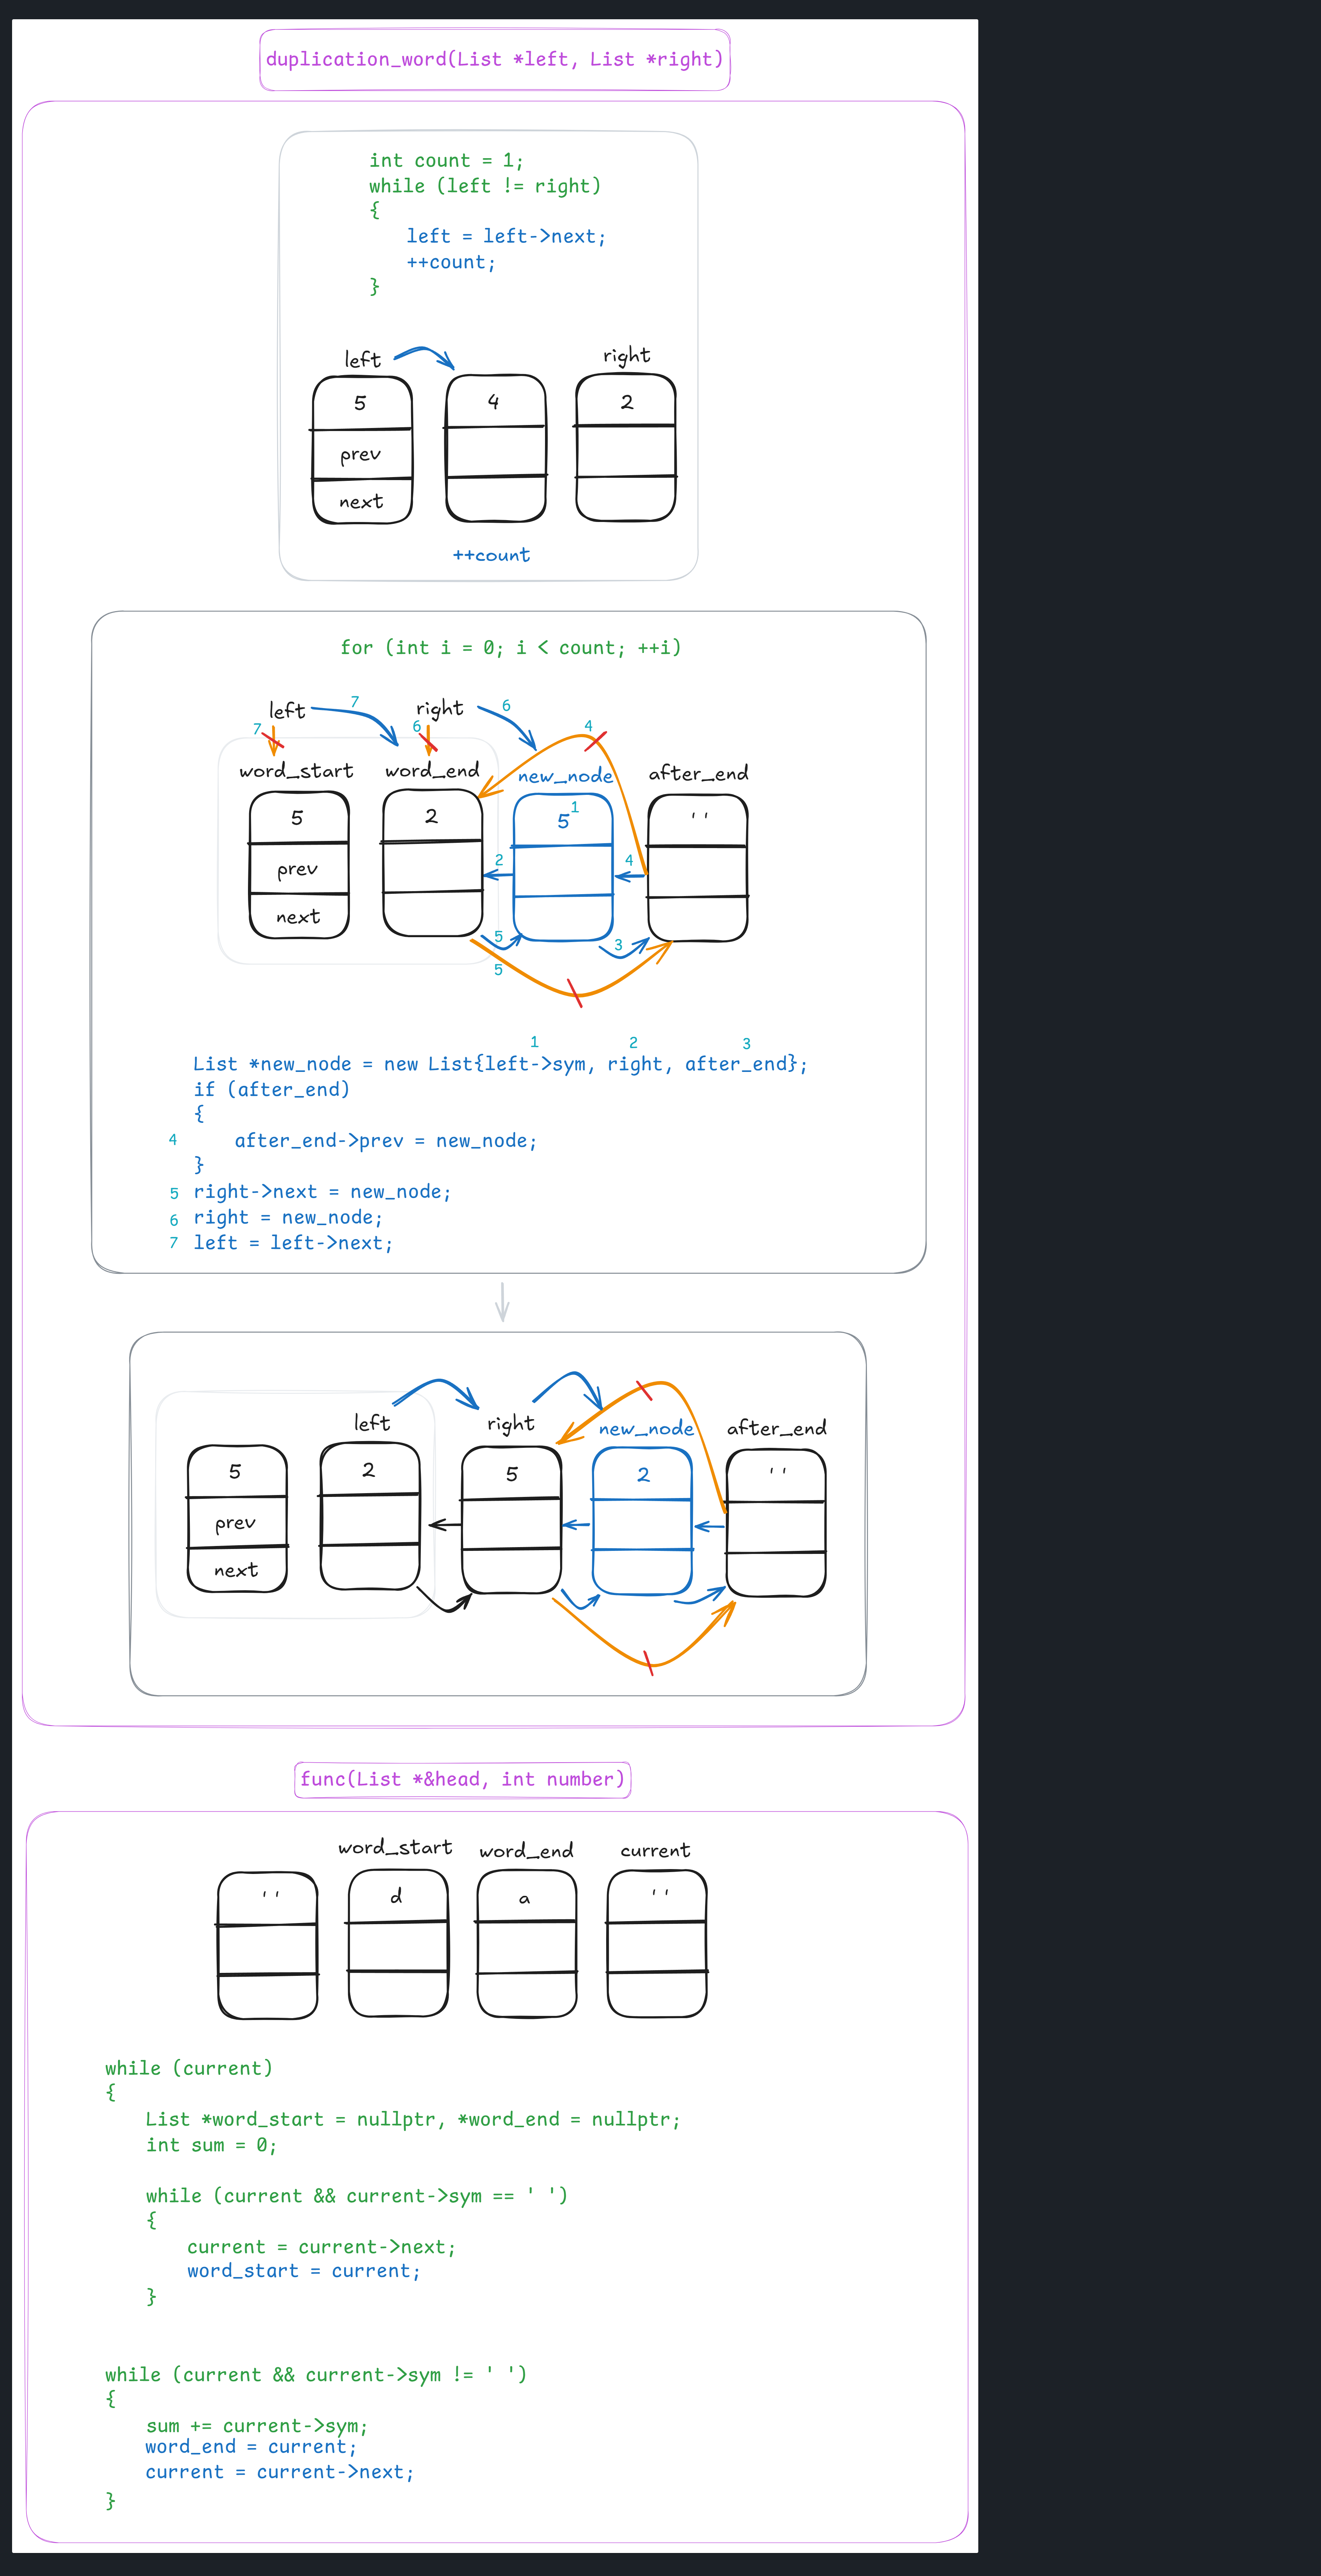 duplication_word(List *left, List *right)
int count = 1;
while (left != right)
{
left = left->next;
++count;
}
left
right
5
4
2
prev
next
++count
for (int i = 0; i < count; ++i)
7
6
4
left
right
7
6
word_start
word_end
new_node
after_end
5
2
5
1
' '
prev
2
4
next
5
3
5
1
2
3
List *new_node = new List{left->sym, right, after_end};
if (after_end)
{
4 after_end->prev = new_node;
}
5 right->next = new_node;
6 right = new_node;
7 left = left->next;
left
right
new_node
after_end
5
2
5
2
' '
prev
next
func(List *&head, int number)
word_start
word_end
current
' '
d
a
' '
while (current)
{
List *word_start = nullptr, *word_end = nullptr;
int sum = 0;
while (current && current->sym == ' ')
{
current = current->next;
word_start = current;
}
while (current && current->sym != ' ')
{
sum += current->sym;
word_end = current;
current = current->next;
}